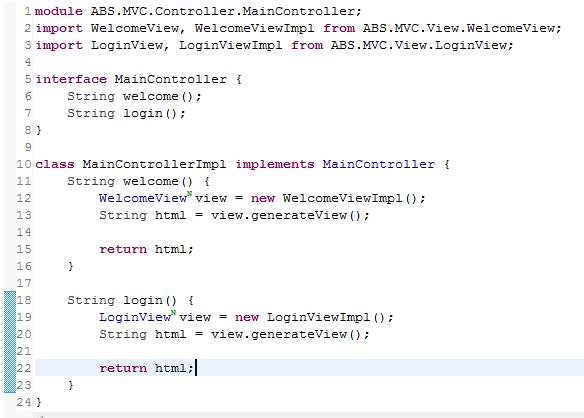 1 module ABS.MVC.Controller.MainController;
2 import WelcomeView, WelcomeViewImpl from ABS.MVC.View.WelcomeView;
3 import LoginView, LoginViewImpl from ABS.MVC.View.LoginView;
4
5 interface MainController {
6     String welcome();
7     String login();
8 }
9
10 class MainControllerImpl implements MainController {
11     String welcome() {
12         WelcomeViewᴺ view = new WelcomeViewImpl();
13         String html = view.generateView();
14
15         return html;
16     }
17
18     String login() {
19         LoginViewᴺ view = new LoginViewImpl();
20         String html = view.generateView();
21
22         return html;
23     }
24 }